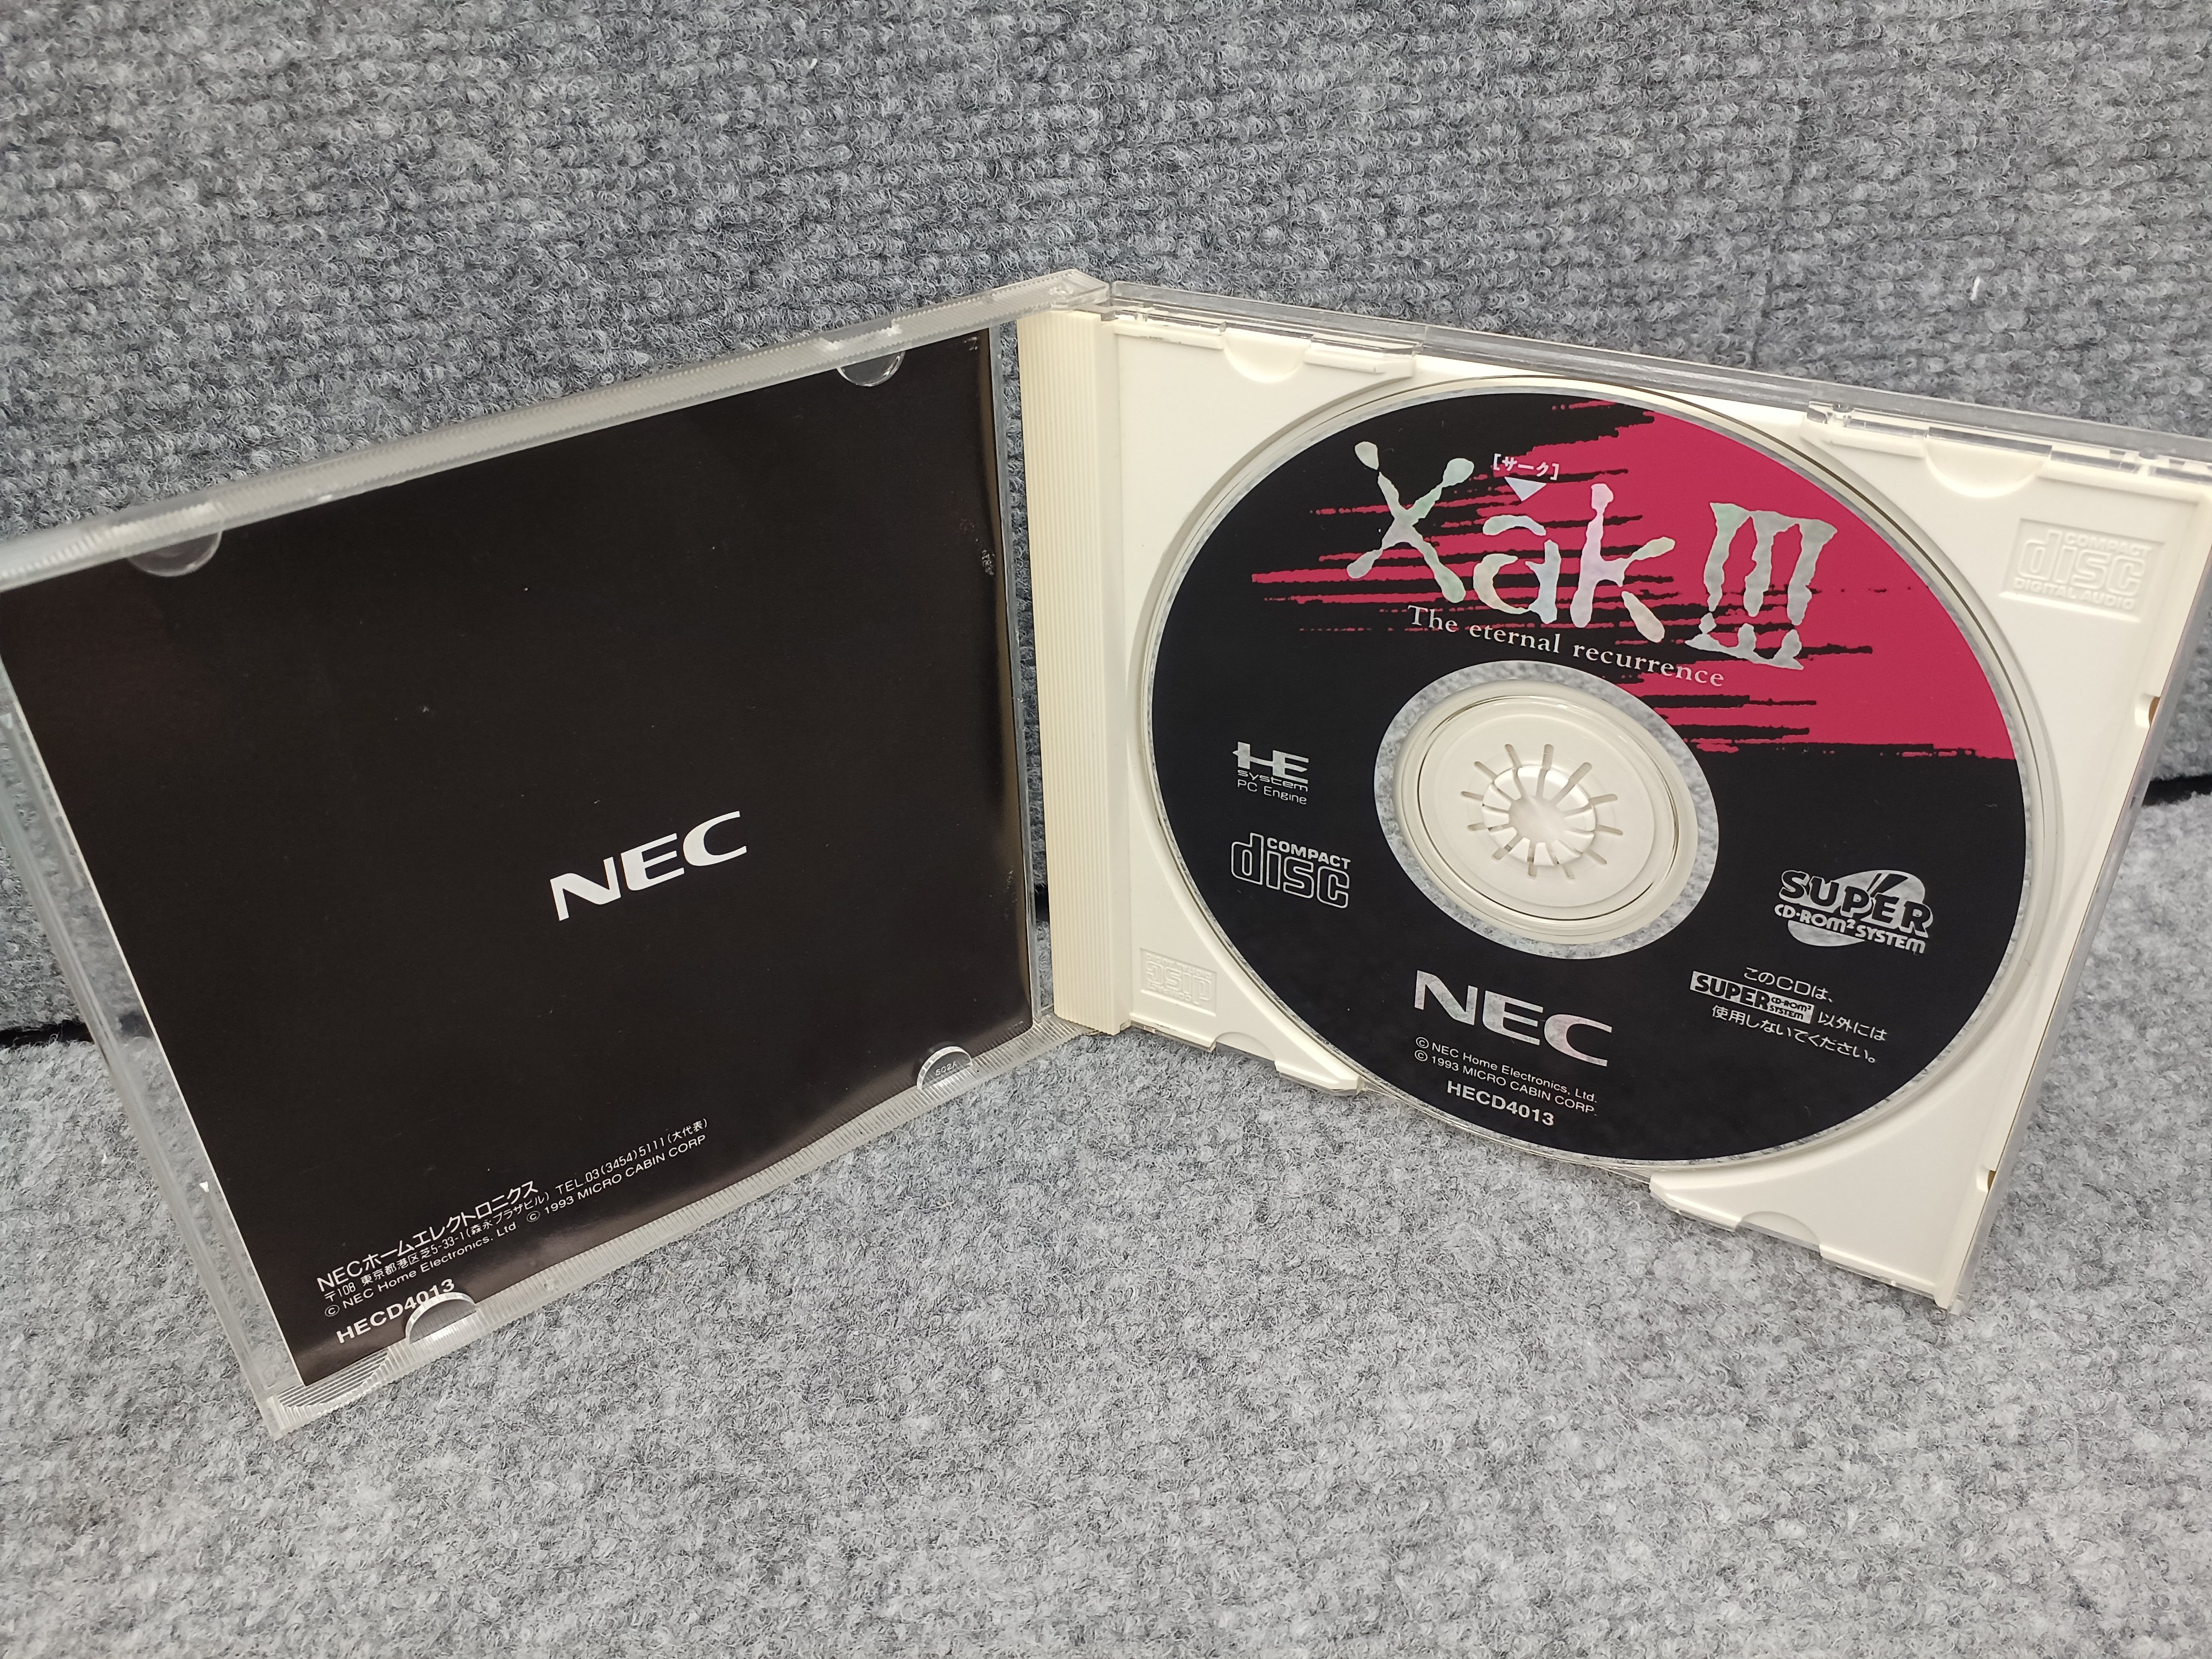 NEC
NECホームエレクトロニクス
〒108 東京都港区芝5-33-1(森永プラザビル) TEL.03(3454)5111(大代表)
© NEC Home Electronics, Ltd © 1993 MICRO CABIN CORP
HECD4013
502A
[サーク]
Xak III
The eternal recurrence
HE
system
PC Engine
COMPACT
disc
SUPER
CD-ROM² SYSTEM
このCDは、
SUPER CD-ROM² SYSTEM 以外には
使用しないでください。
NEC
© NEC Home Electronics, Ltd.
© 1993 MICRO CABIN CORP.
HECD4013
COMPACT
disc
DIGITAL AUDIO